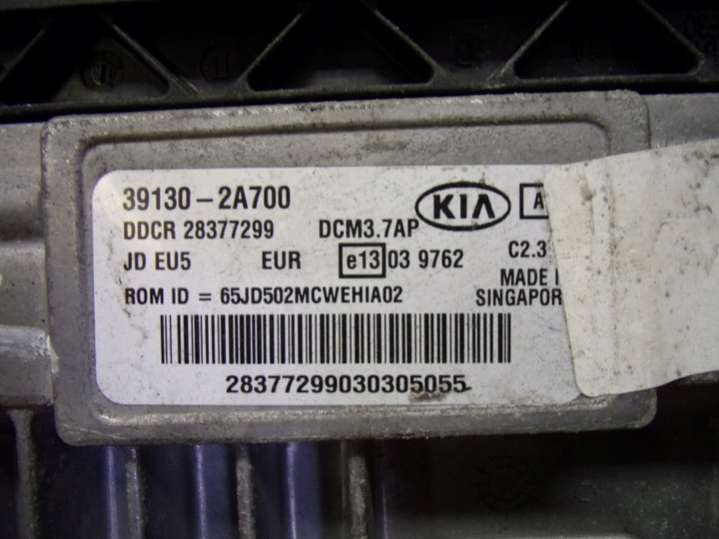 39130-2A700 KIA A
DDCR 28377299 DCM3.7AP
JD EU5 EUR e13 03 9762 C2.3
ROM ID = 65JD502MCWEHIA02 MADE I
SINGAPOR
28377299030305055